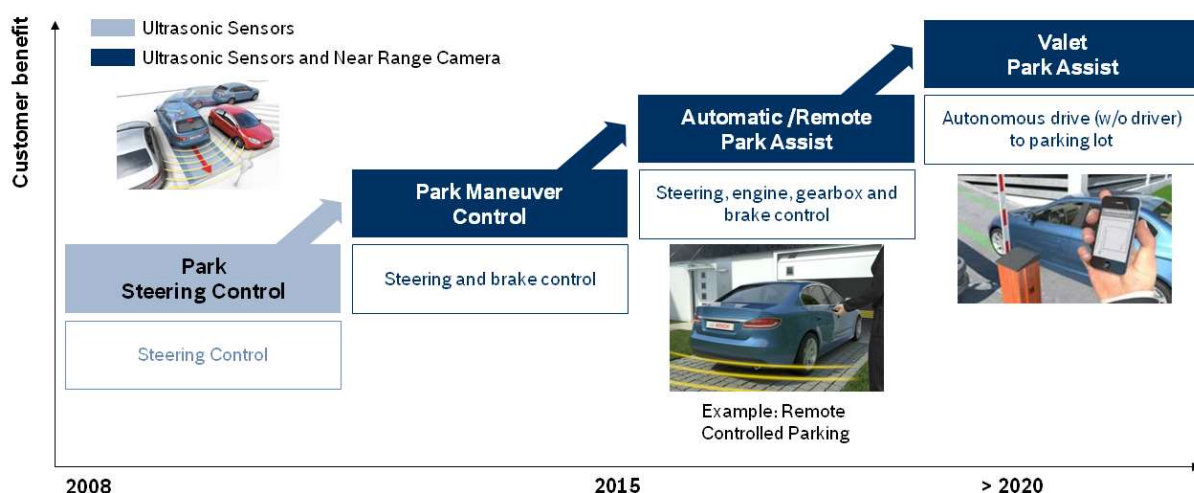 Customer benefit
Ultrasonic Sensors
Ultrasonic Sensors and Near Range Camera
Park
Steering Control
Steering Control
Park Maneuver
Control
Steering and brake control
Automatic /Remote
Park Assist
Steering, engine, gearbox and
brake control
Example: Remote
Controlled Parking
Valet
Park Assist
Autonomous drive (w/o driver)
to parking lot
2008
2015
> 2020